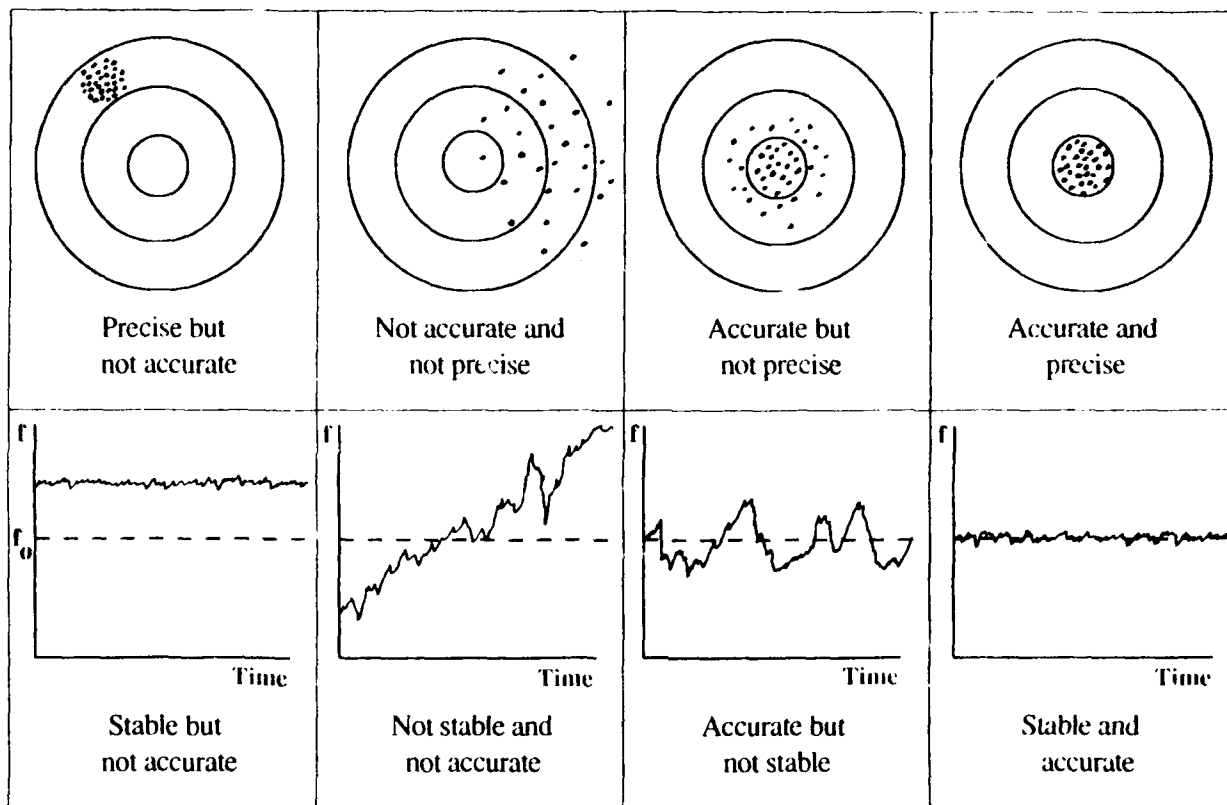 Precise but
not accurate
Not accurate and
not precise
Accurate but
not precise
Accurate and
precise
f
fo
Time
Stable but
not accurate
f
Time
Not stable and
not accurate
f
Time
Accurate but
not stable
f
Time
Stable and
accurate